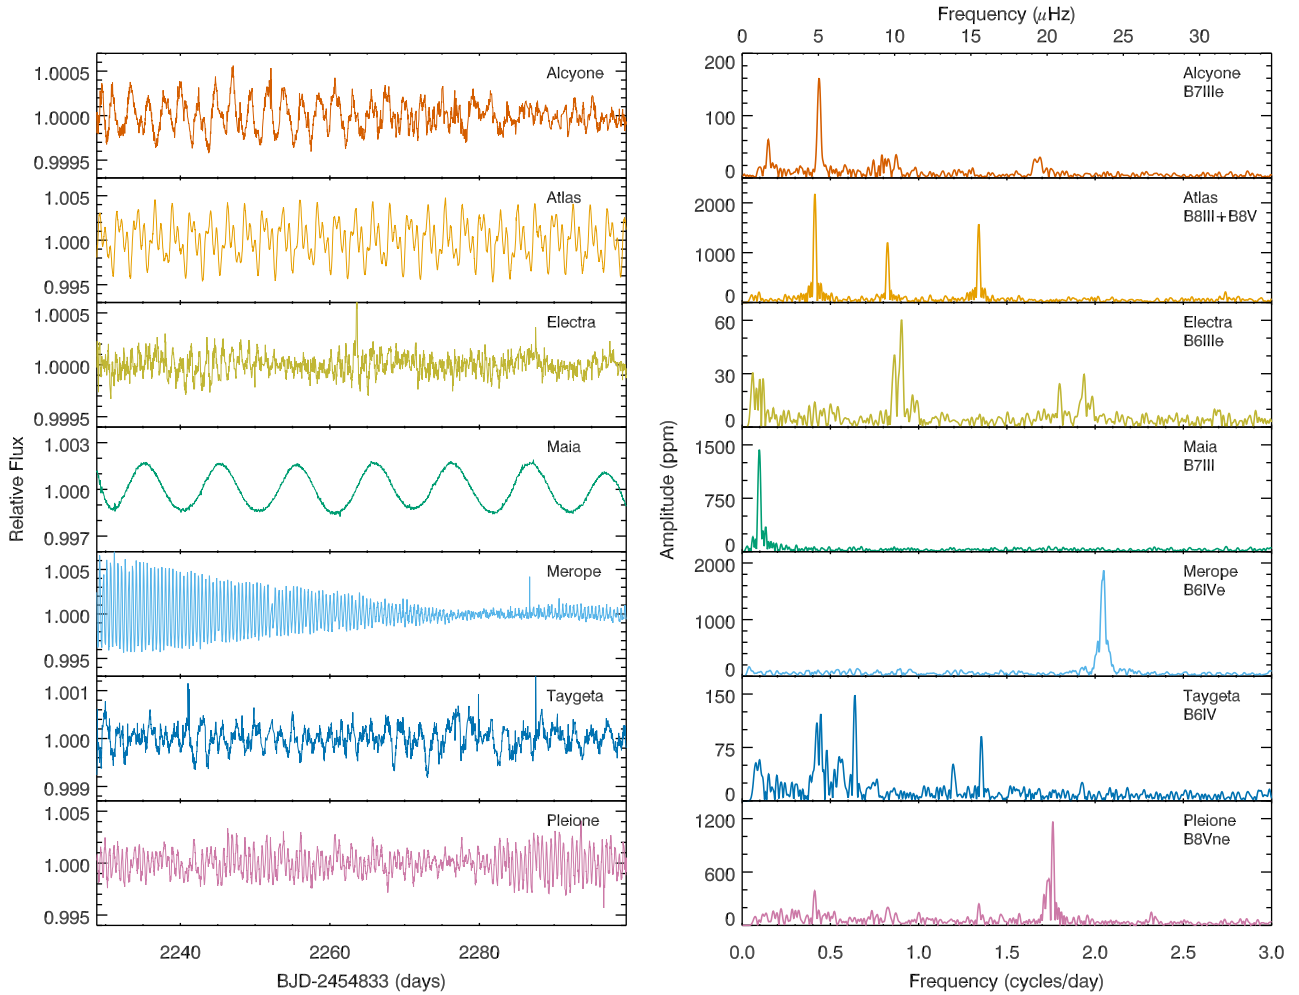 Frequency (μHz)
0 5 10 15 20 25 30
Relative Flux
1.0005
1.0000
0.9995
Alcyone
1.005
1.000
0.995
Atlas
1.0005
1.0000
0.9995
Electra
1.003
1.000
0.997
Maia
1.005
1.000
0.995
Merope
1.001
1.000
0.999
Taygeta
1.005
1.000
0.995
Pleione
2240 2260 2280
BJD-2454833 (days)
Amplitude (ppm)
200
100
0
Alcyone
B7IIIe
2000
1000
0
Atlas
B8III+B8V
60
30
0
Electra
B6IIIe
1500
750
0
Maia
B7III
2000
1000
0
Merope
B6IVe
150
75
0
Taygeta
B6IV
1200
600
0
Pleione
B8Vne
0.0 0.5 1.0 1.5 2.0 2.5 3.0
Frequency (cycles/day)